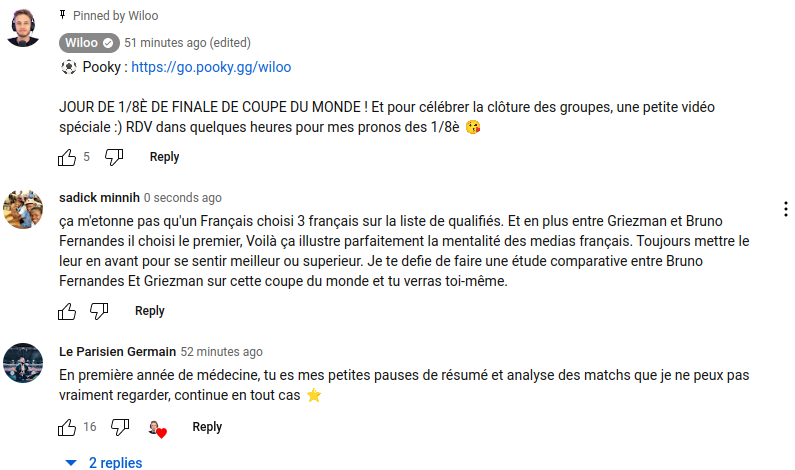 Pinned by Wiloo
Wiloo 51 minutes ago (edited)
⚽ Pooky : https://go.pooky.gg/wiloo
JOUR DE 1/8È DE FINALE DE COUPE DU MONDE ! Et pour célébrer la clôture des groupes, une petite vidéo
spéciale :) RDV dans quelques heures pour mes pronos des 1/8è 😘
5 Reply
sadick minnih 0 seconds ago
ça m'etonne pas qu'un Français choisi 3 français sur la liste de qualifiés. Et en plus entre Griezman et Bruno
Fernandes il choisi le premier, Voilà ça illustre parfaitement la mentalité des medias français. Toujours mettre le
leur en avant pour se sentir meilleur ou superieur. Je te defie de faire une étude comparative entre Bruno
Fernandes Et Griezman sur cette coupe du monde et tu verras toi-même.
Reply
Le Parisien Germain 52 minutes ago
En première année de médecine, tu es mes petites pauses de résumé et analyse des matchs que je ne peux pas
vraiment regarder, continue en tout cas ⭐
16 Reply
2 replies